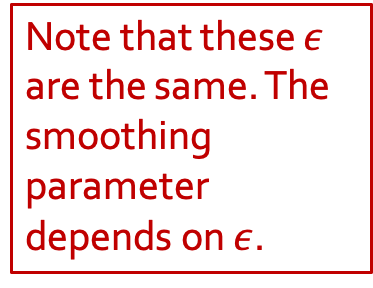 Note that these ϵ
are the same. The
smoothing
parameter
depends on ϵ.